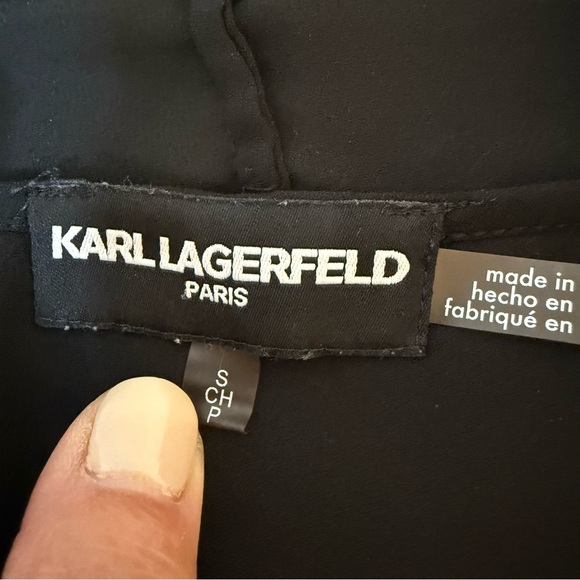 KARL LAGERFELD
PARIS
made in
hecho en
fabriqué en
S
CH
P